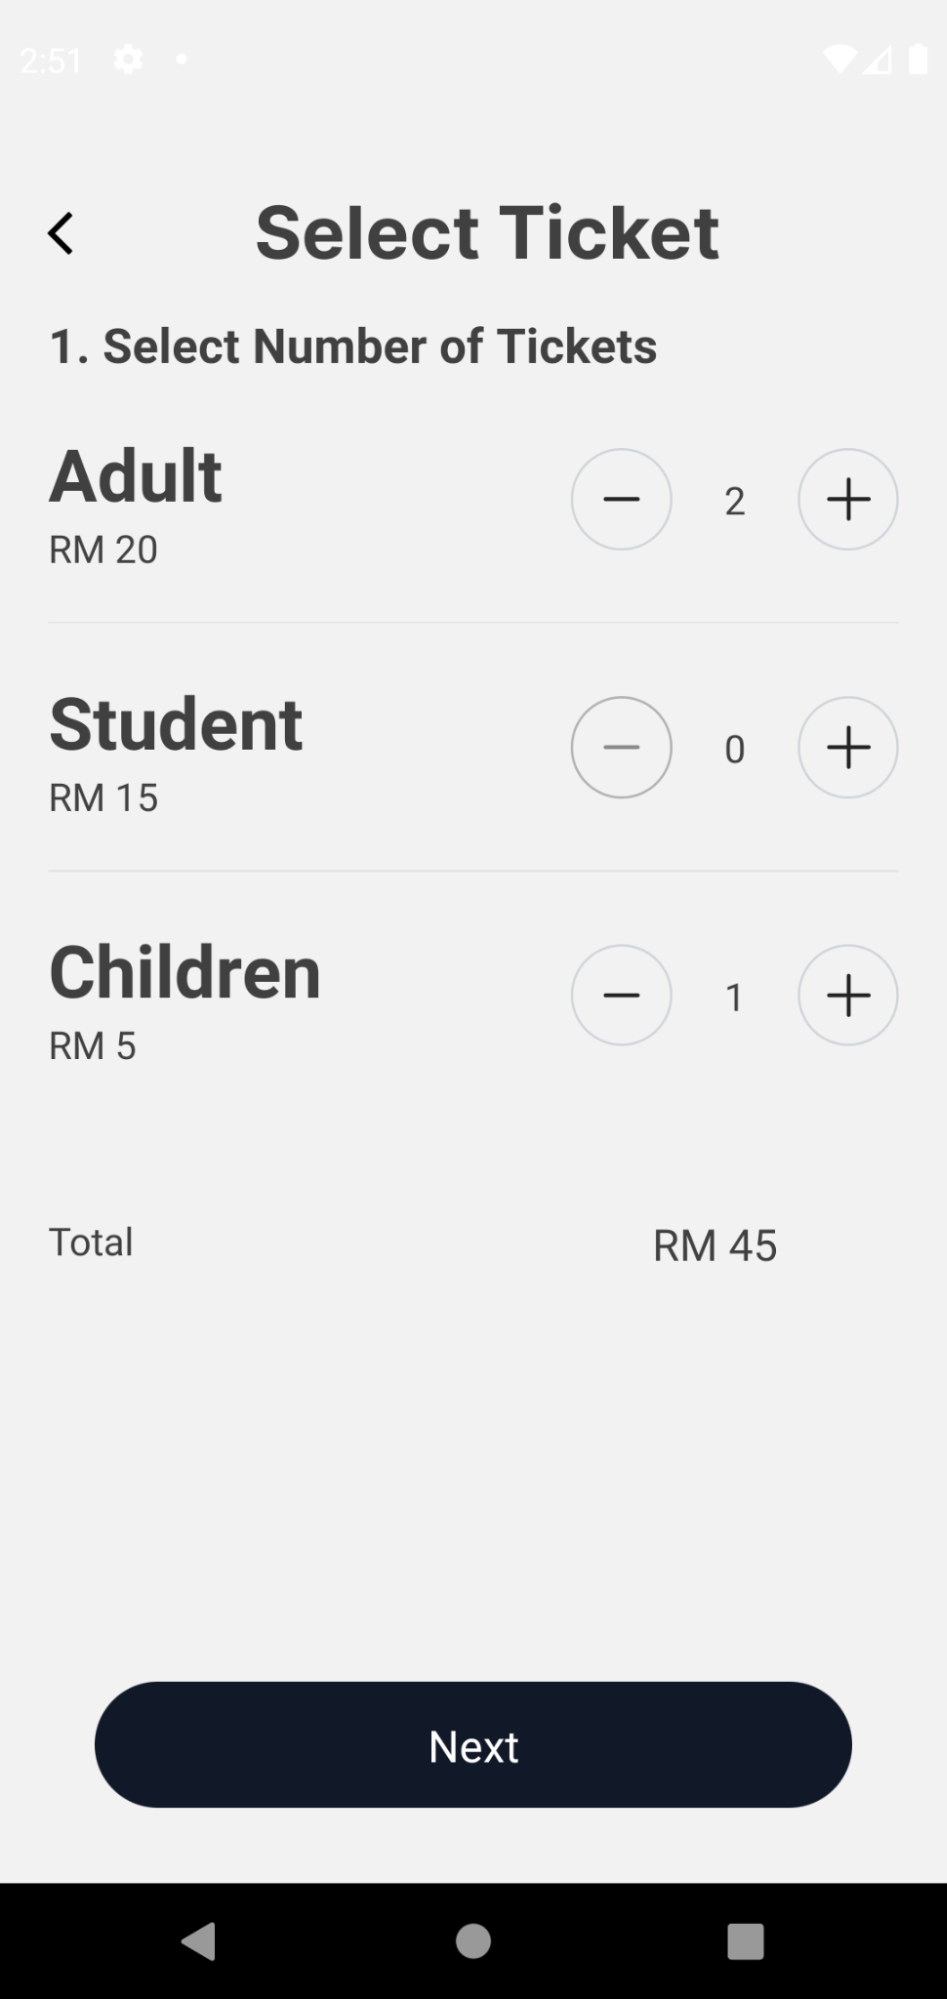 2:51
Select Ticket
1. Select Number of Tickets
Adult
2
RM 20
Student
0
RM 15
Children
1
RM 5
Total
RM 45
Next